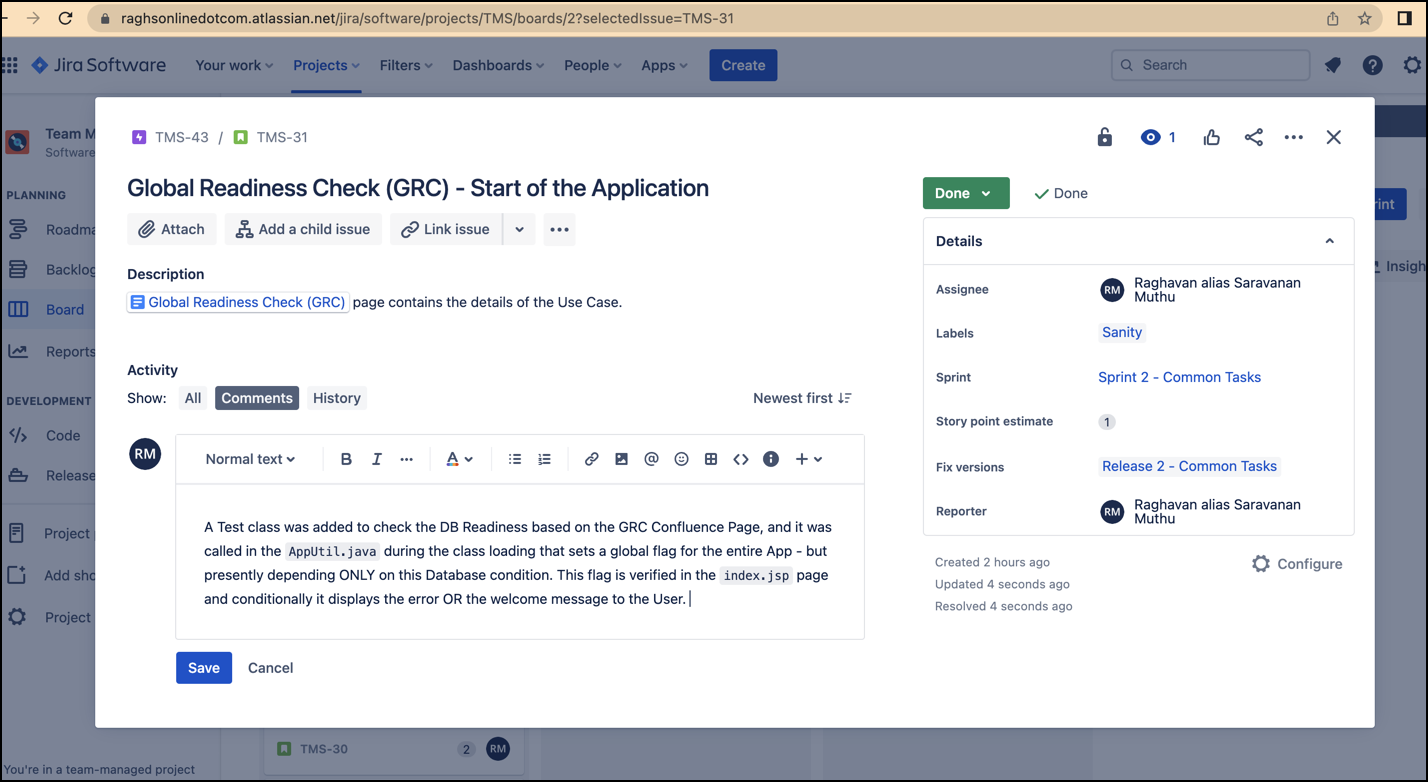 raghsonlinedotcom.atlassian.net/jira/software/projects/TMS/boards/2?selectedIssue=TMS-31
Jira Software
Your work
Projects
Filters
Dashboards
People
Apps
Create
Search
Team M
Software
PLANNING
Roadma
Backlog
Board
Reports
DEVELOPMENT
Code
Release
Project
Add sho
Project
You're in a team-managed project
TMS-43 / TMS-31
1
Global Readiness Check (GRC) - Start of the Application
Attach
Add a child issue
Link issue
Description
Global Readiness Check (GRC) page contains the details of the Use Case.
Activity
Show: All Comments History
Newest first
RM
Normal text
B I A
A Test class was added to check the DB Readiness based on the GRC Confluence Page, and it was
called in the AppUtil.java during the class loading that sets a global flag for the entire App - but
presently depending ONLY on this Database condition. This flag is verified in the index.jsp page
and conditionally it displays the error OR the welcome message to the User.
Save
Cancel
Done
Done
Details
Assignee
RM
Raghavan alias Saravanan
Muthu
Labels
Sanity
Sprint
Sprint 2 - Common Tasks
Story point estimate
1
Fix versions
Release 2 - Common Tasks
Reporter
RM
Raghavan alias Saravanan
Muthu
Created 2 hours ago
Updated 4 seconds ago
Resolved 4 seconds ago
Configure
rint
Insigh
TMS-30
2
RM